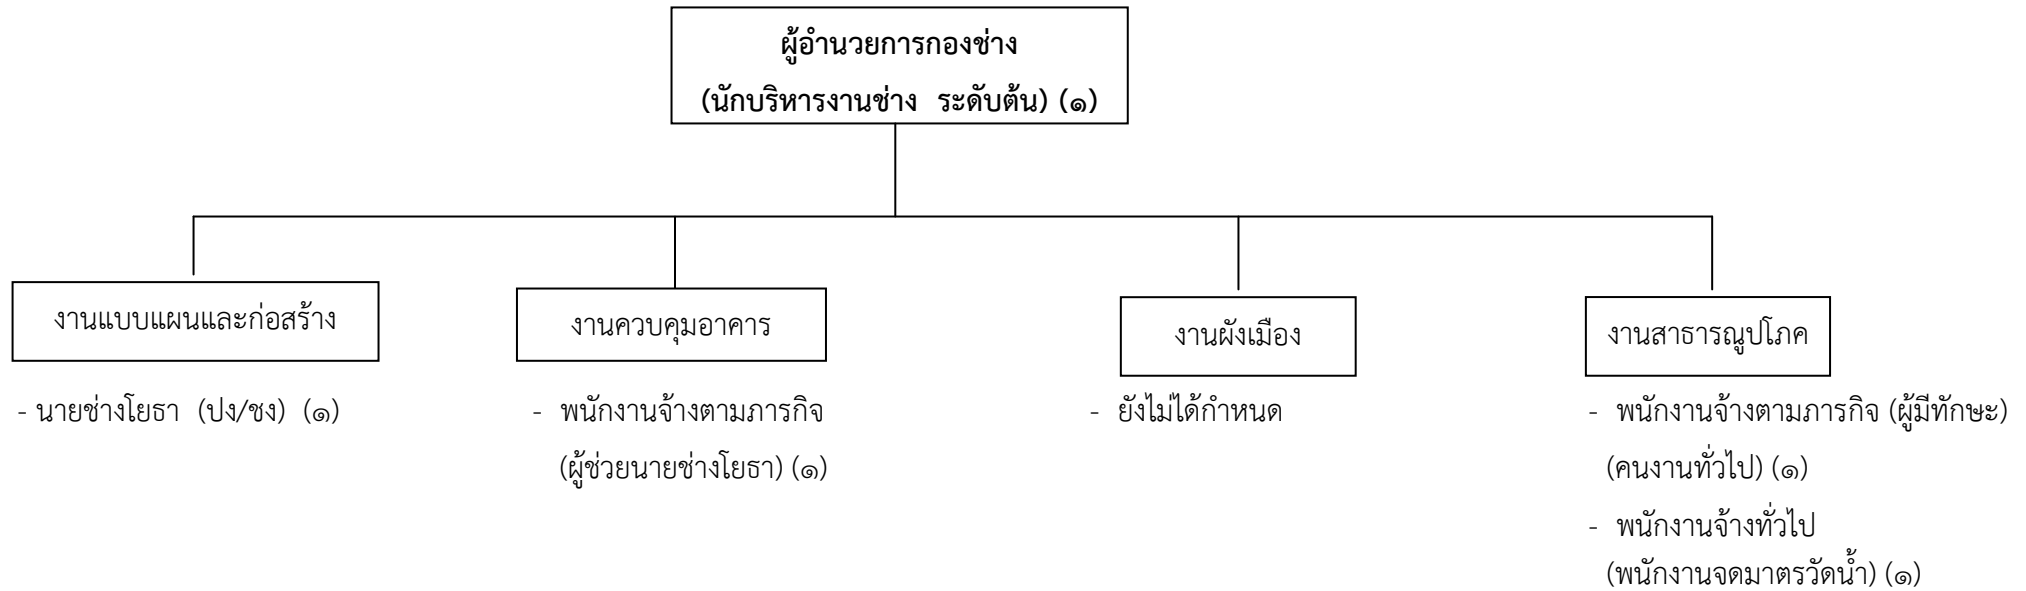 ผู้อำนวยการกองช่าง
(นักบริหารงานช่าง ระดับต้น) (๑)
งานแบบแผนและก่อสร้าง
- นายช่างโยธา (ปง/ชง) (๑)
งานควบคุมอาคาร
- พนักงานจ้างตามภารกิจ
(ผู้ช่วยนายช่างโยธา) (๑)
งานผังเมือง
- ยังไม่ได้กำหนด
งานสาธารณูปโภค
- พนักงานจ้างตามภารกิจ (ผู้มีทักษะ)
(คนงานทั่วไป) (๑)
- พนักงานจ้างทั่วไป
(พนักงานจดมาตรวัดน้ำ) (๑)